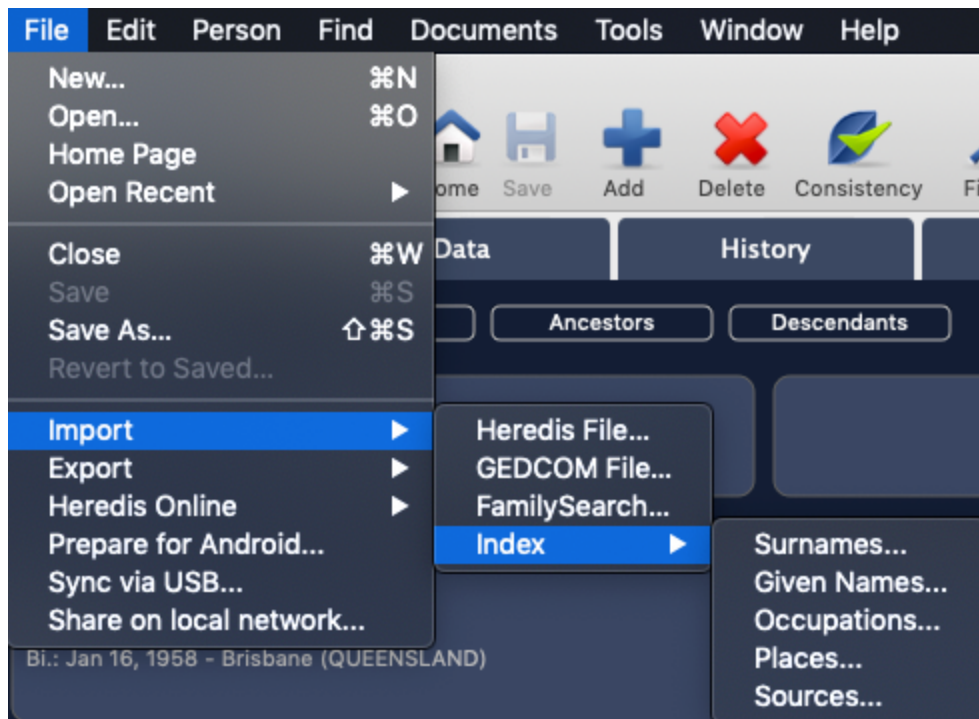 File Edit Person Find Documents Tools Window Help
New... ⌘N
Open... ⌘O
Home Page
Open Recent ▶
Close ⌘W
Save ⌘S
Save As... ⇧⌘S
Revert to Saved...
Import ▶
Export ▶
Heredis Online ▶
Prepare for Android...
Sync via USB...
Share on local network...
Heredis File...
GEDCOM File...
FamilySearch...
Index ▶
Surnames...
Given Names...
Occupations...
Places...
Sources...
ome Save Add Delete Consistency Fi
Data History
Ancestors Descendants
Bi.: Jan 16, 1958 - Brisbane (QUEENSLAND)